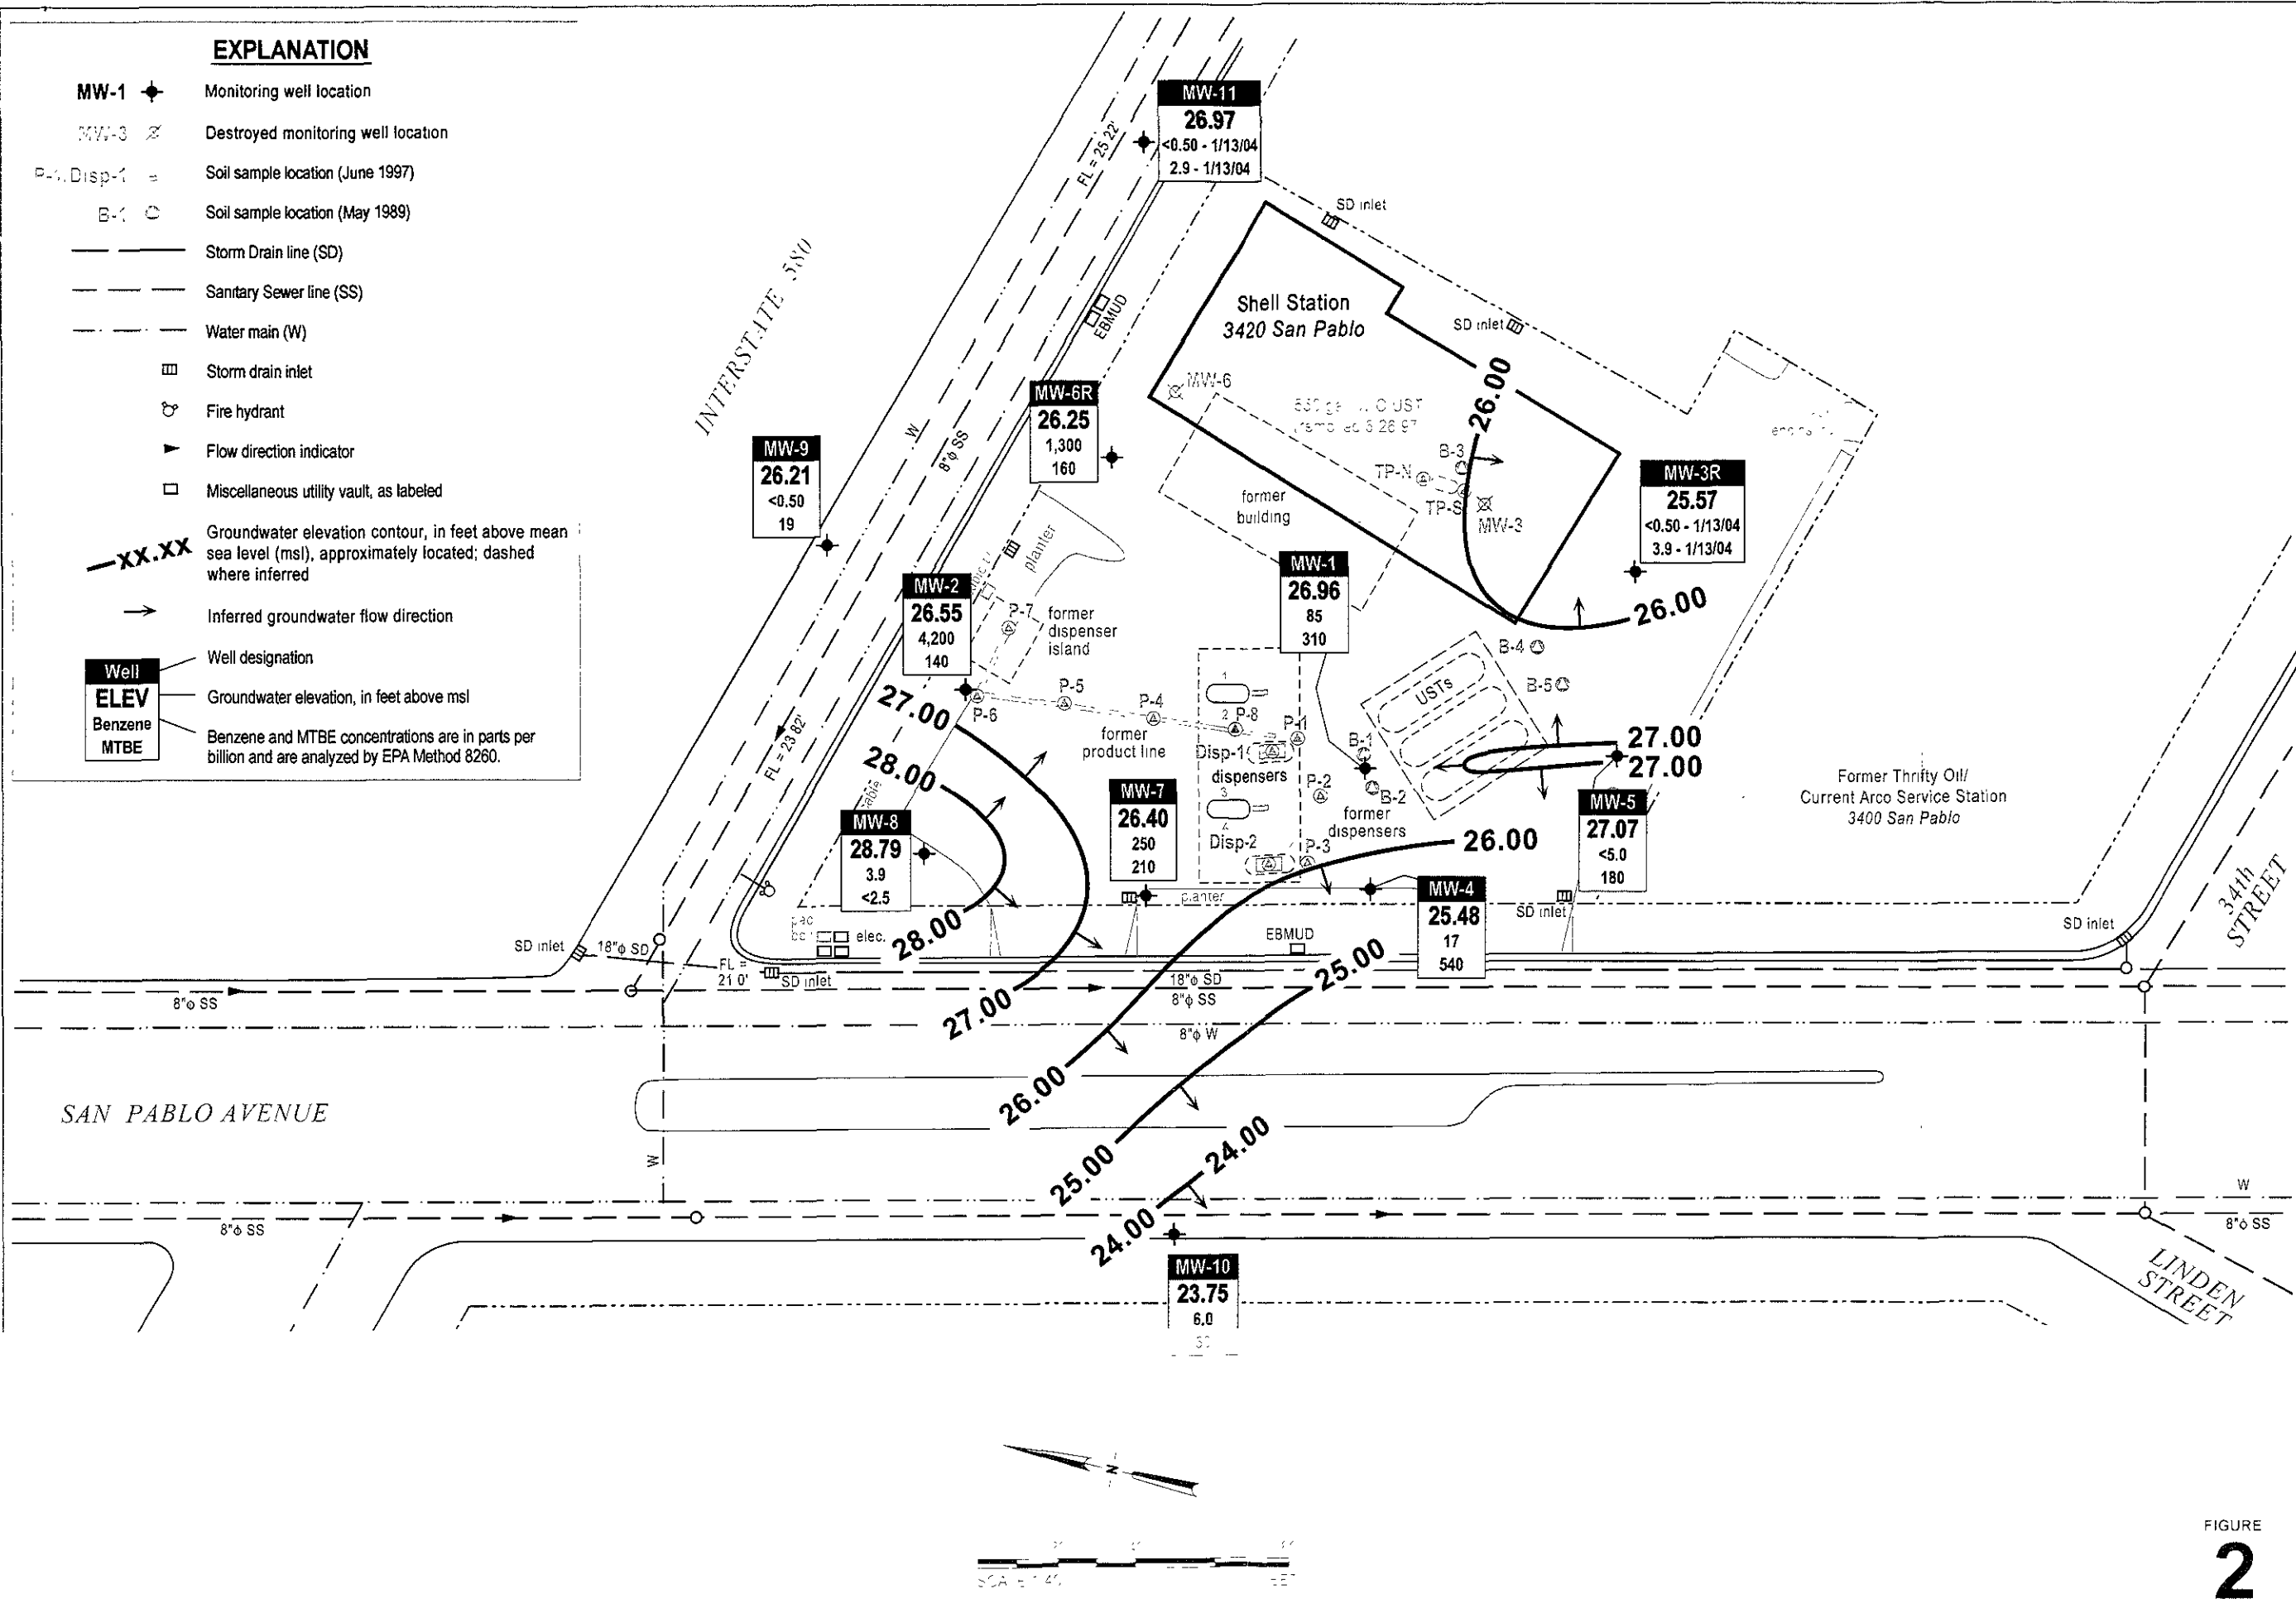 EXPLANATION
MW-1 Monitoring well location
MW-3 Destroyed monitoring well location
P-1, Disp-1 Soil sample location (June 1997)
B-1 Soil sample location (May 1989)
Storm Drain line (SD)
Sanitary Sewer line (SS)
Water main (W)
Storm drain inlet
Fire hydrant
Flow direction indicator
Miscellaneous utility vault, as labeled
Groundwater elevation contour, in feet above mean
xx.xx sea level (msl), approximately located; dashed
where inferred
Inferred groundwater flow direction
Well designation
Well
ELEV
Groundwater elevation, in feet above msl
Benzene
MTBE
Benzene and MTBE concentrations are in parts per
billion and are analyzed by EPA Method 8260.
MW-11
26.97
<0.50 - 1/13/04
2.9 - 1/13/04
FL = 25 22'
SD inlet
INTERSTATE 580
EBMUD
Shell Station
3420 San Pablo
SD inlet
MW-6
MW-6R
26.25
1,300
160
W
8"φ SS
26.00
MW-9
26.21
<0.50
19
B-3
TP-N
TP-S
MW-3
former
building
MW-3R
25.57
<0.50 - 1/13/04
3.9 - 1/13/04
planter
MW-1
26.96
85
310
MW-2
26.55
4,200
140
P-7
former
dispenser
island
26.00
B-4
B-5
USTs
P-6
P-5
P-4
1
2
P-8
P-1
former
product line
Disp-1
dispensers
B-1
P-2
B-2
former
dispensers
3
4
Disp-2
P-3
27.00
28.00
FL = 23 82'
cable
27.00
27.00
Former Thrifty Oil/
Current Arco Service Station
3400 San Pablo
MW-8
28.79
3.9
<2.5
MW-7
26.40
250
210
26.00
MW-5
27.07
<5.0
180
MW-4
25.48
17
540
planter
SD inlet
34th
STREET
SD inlet
elec.
28.00
EBMUD
SD inlet
18"φ SD
FL =
21 0'
SD inlet
25.00
18"φ SD
8"φ SS
8"φ SS
27.00
8"φ W
26.00
SAN PABLO AVENUE
W
25.00
24.00
24.00
8"φ SS
W
8"φ SS
LINDEN
STREET
MW-10
23.75
6.0
N
FIGURE
2